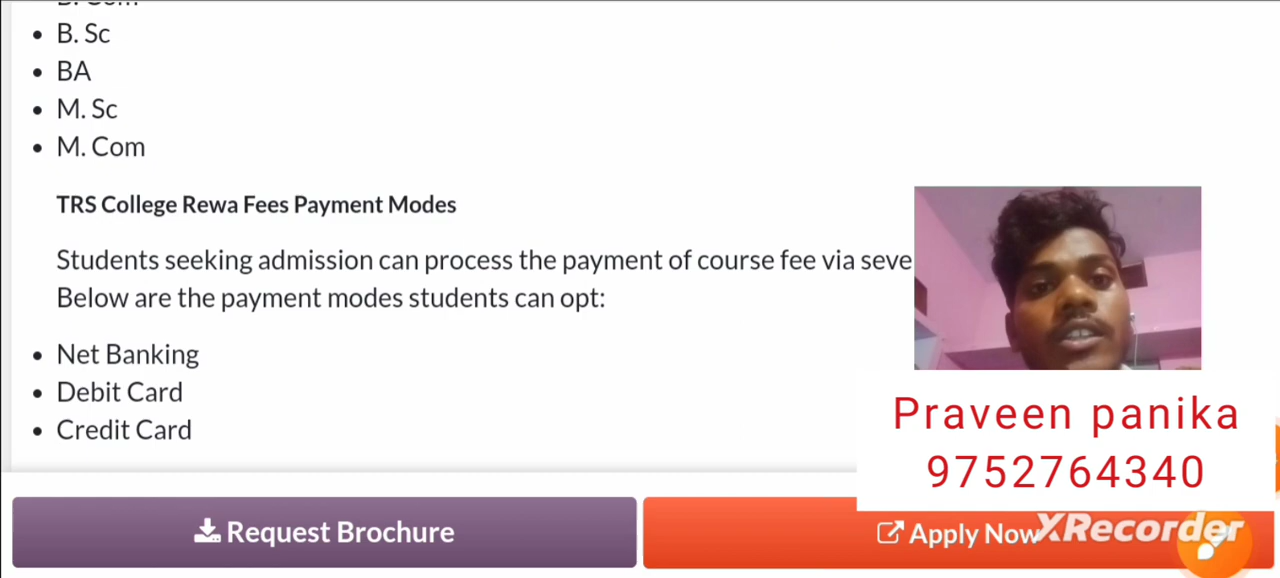 B. Sc
BA
M. Sc
M. Com
TRS College Rewa Fees Payment Modes
Students seeking admission can process the payment of course fee via seve
Below are the payment modes students can opt:
Net Banking
Debit Card
Credit Card
Praveen panika
9752764340
Request Brochure
Apply Now
XRecorder